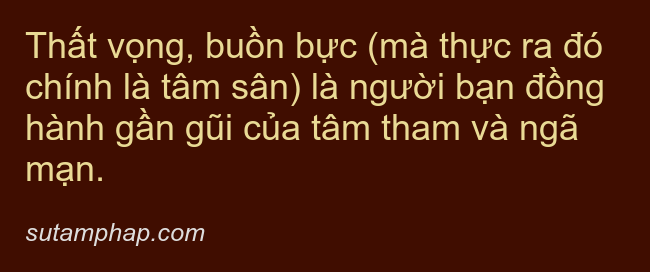 Thất vọng, buồn bực (mà thực ra đó
chính là tâm sân) là người bạn đồng
hành gần gũi của tâm tham và ngã
mạn.
sutamphap.com